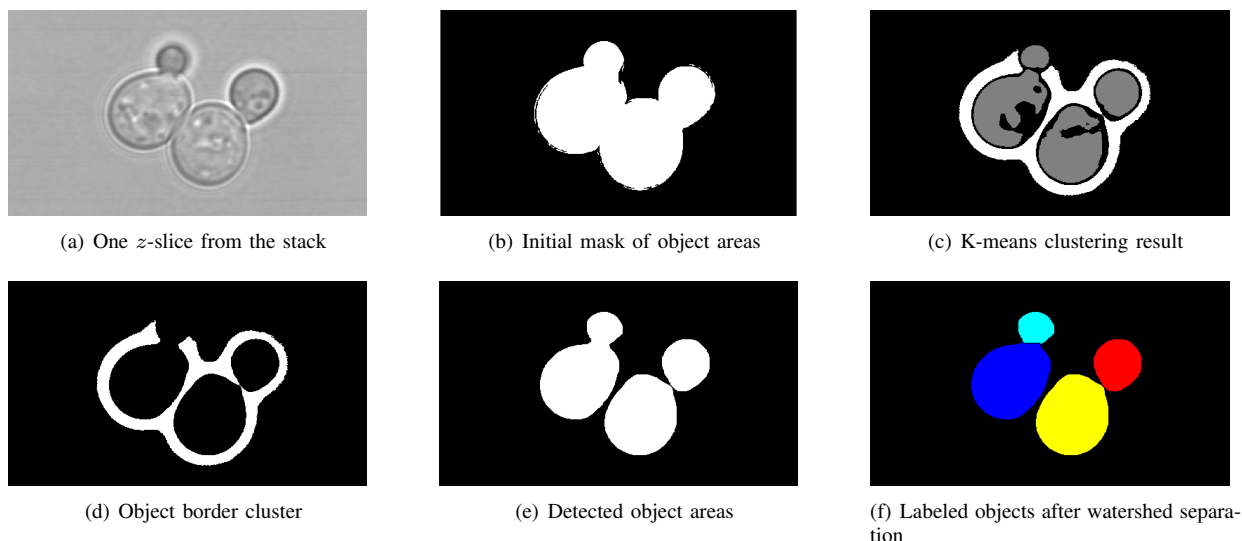 (a) One z-slice from the stack
(b) Initial mask of object areas
(c) K-means clustering result
(d) Object border cluster
(e) Detected object areas
(f) Labeled objects after watershed separa-
tion